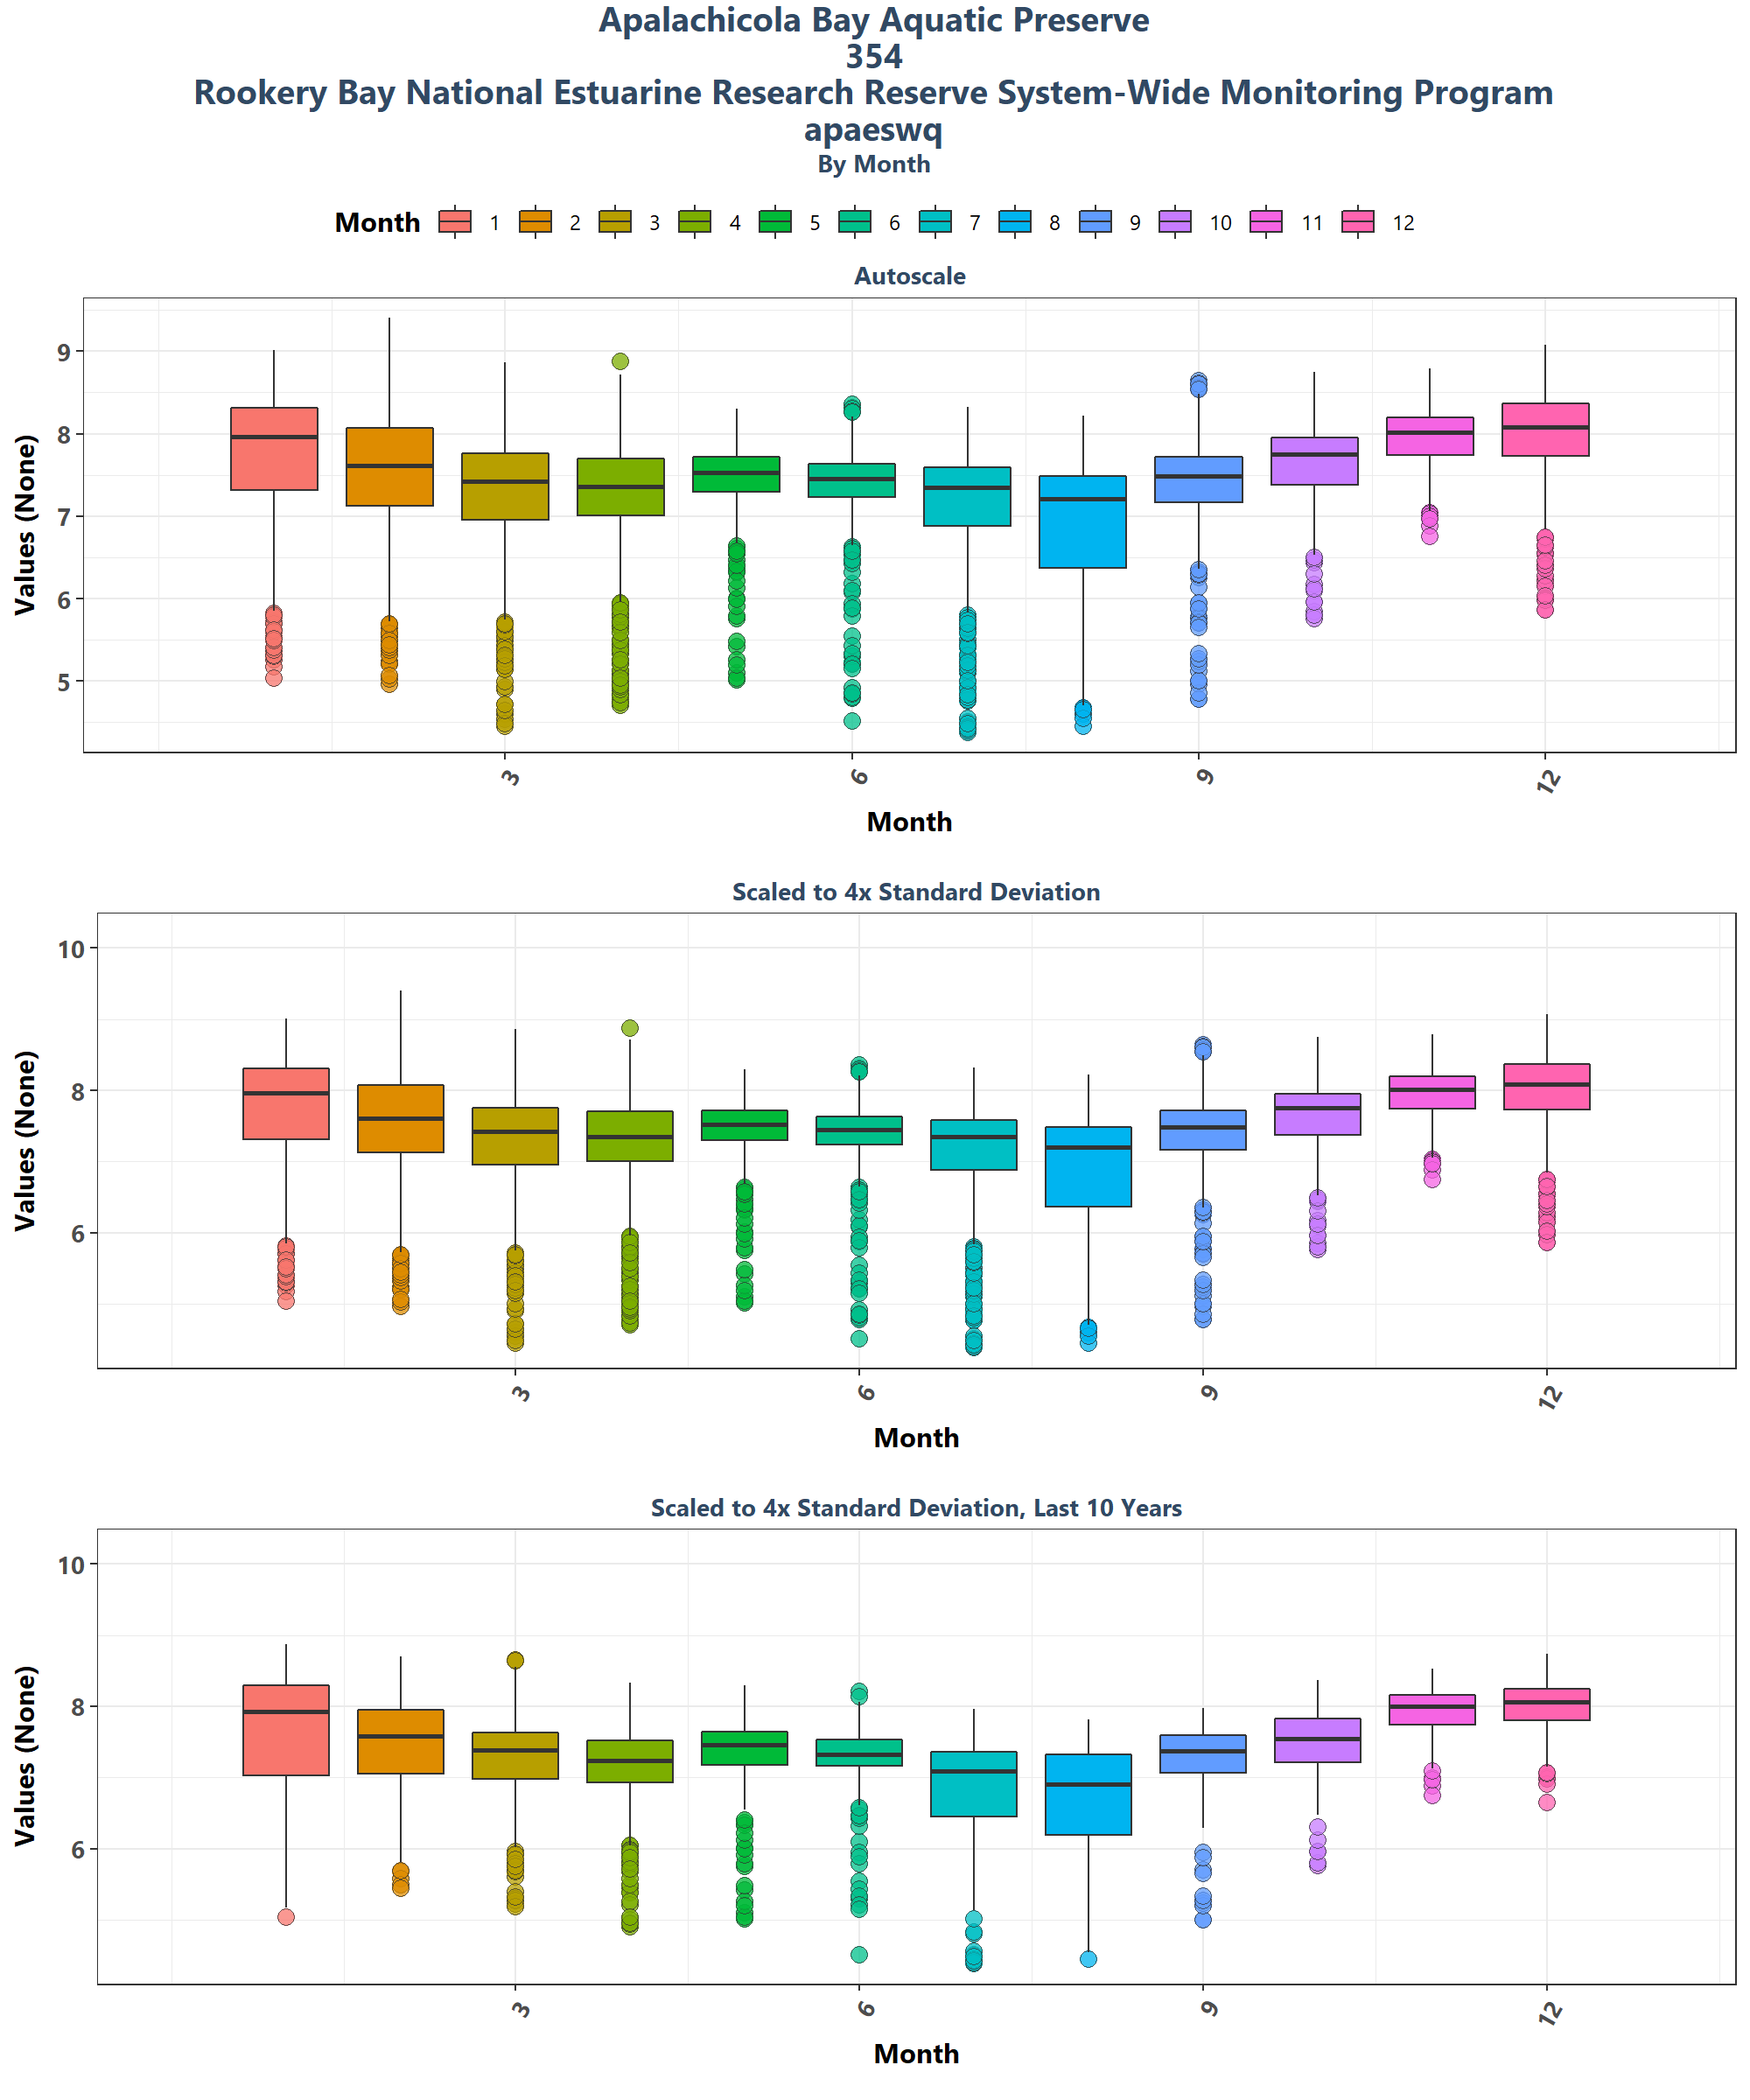 Apalachicola Bay Aquatic Preserve
354
Rookery Bay National Estuarine Research Reserve System-Wide Monitoring Program
apaeswq
By Month
Month 1 2 3 4 5 6 7 8 9 10 11 12
Autoscale
Values (None)
9
8
7
6
5
3 6 9 12
Month
Scaled to 4x Standard Deviation
Values (None)
10
8
6
3 6 9 12
Month
Scaled to 4x Standard Deviation, Last 10 Years
Values (None)
10
8
6
3 6 9 12
Month